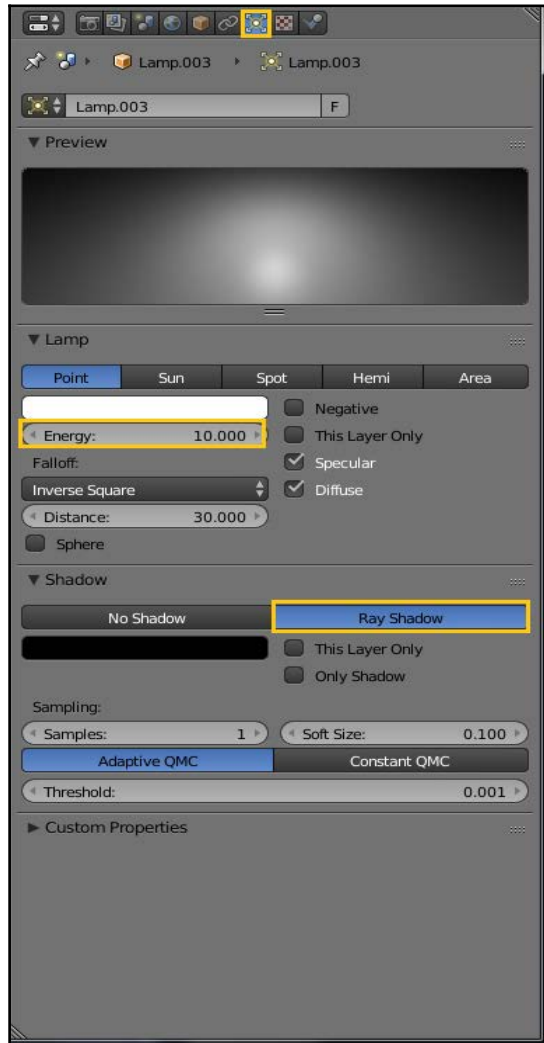 Lamp.003 Lamp.003
Lamp.003 F
Preview
Lamp
Point Sun Spot Hemi Area
Negative
Energy: 10.000 This Layer Only
Falloff: Specular
Inverse Square Diffuse
Distance: 30.000
Sphere
Shadow
No Shadow Ray Shadow
This Layer Only
Only Shadow
Sampling:
Samples: 1 Soft Size: 0.100
Adaptive QMC Constant QMC
Threshold: 0.001
Custom Properties